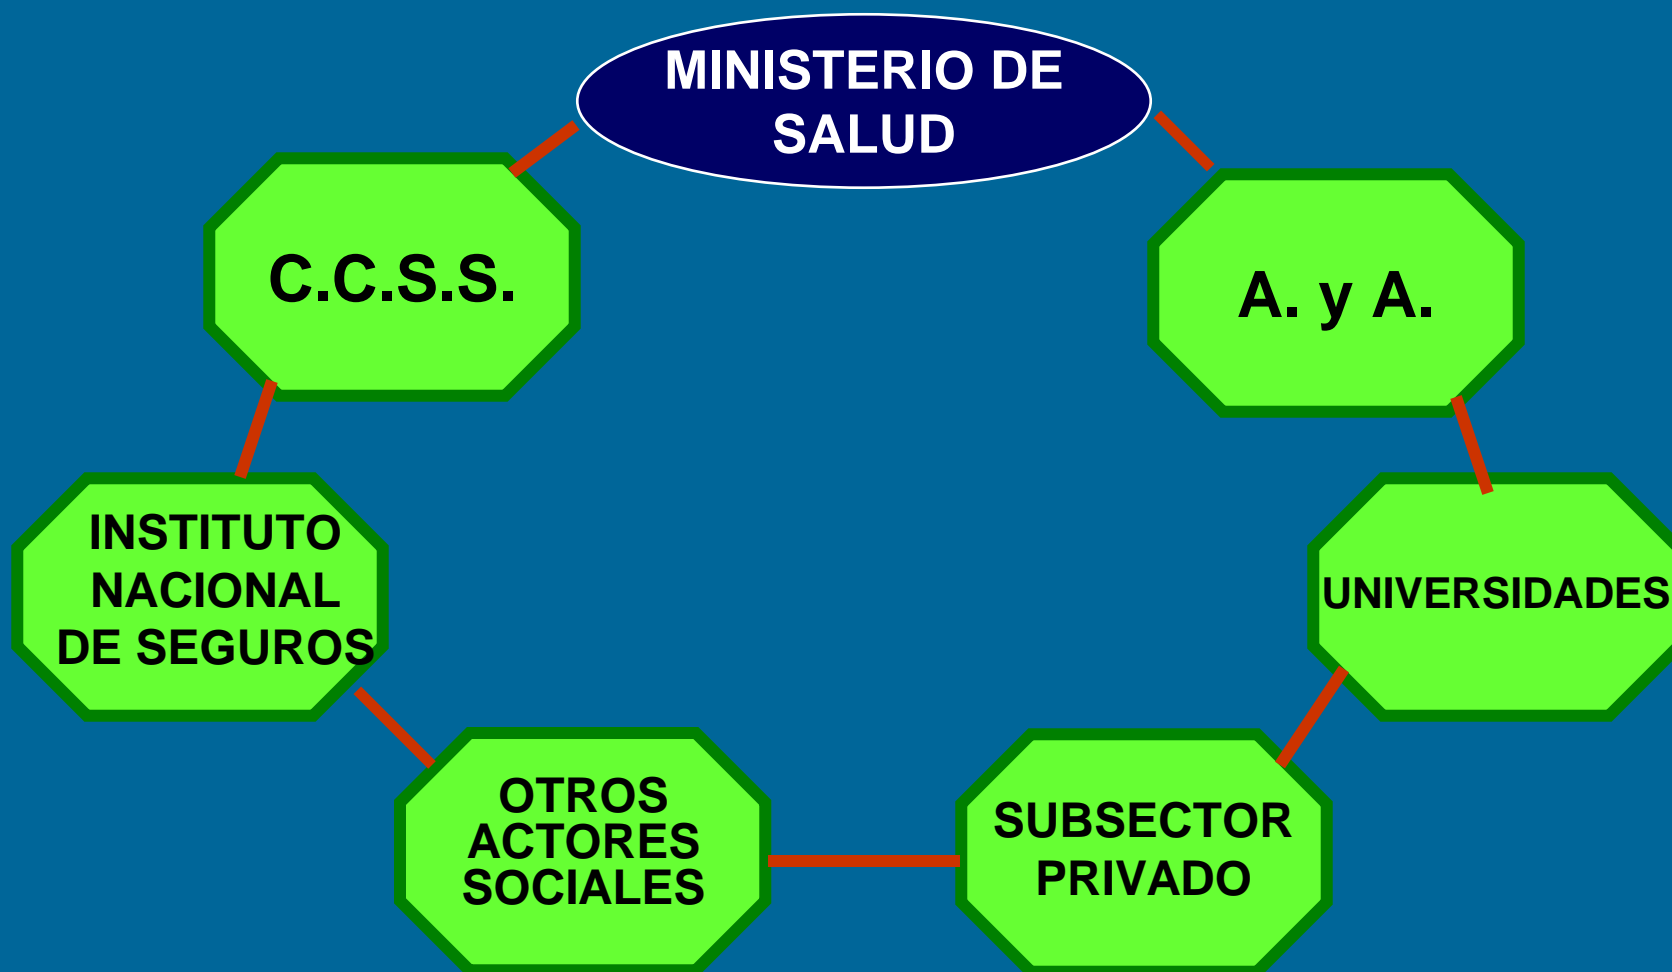 MINISTERIO DE
SALUD
C.C.S.S.
A. y A.
INSTITUTO
NACIONAL
DE SEGUROS
UNIVERSIDADES
OTROS
ACTORES
SOCIALES
SUBSECTOR
PRIVADO